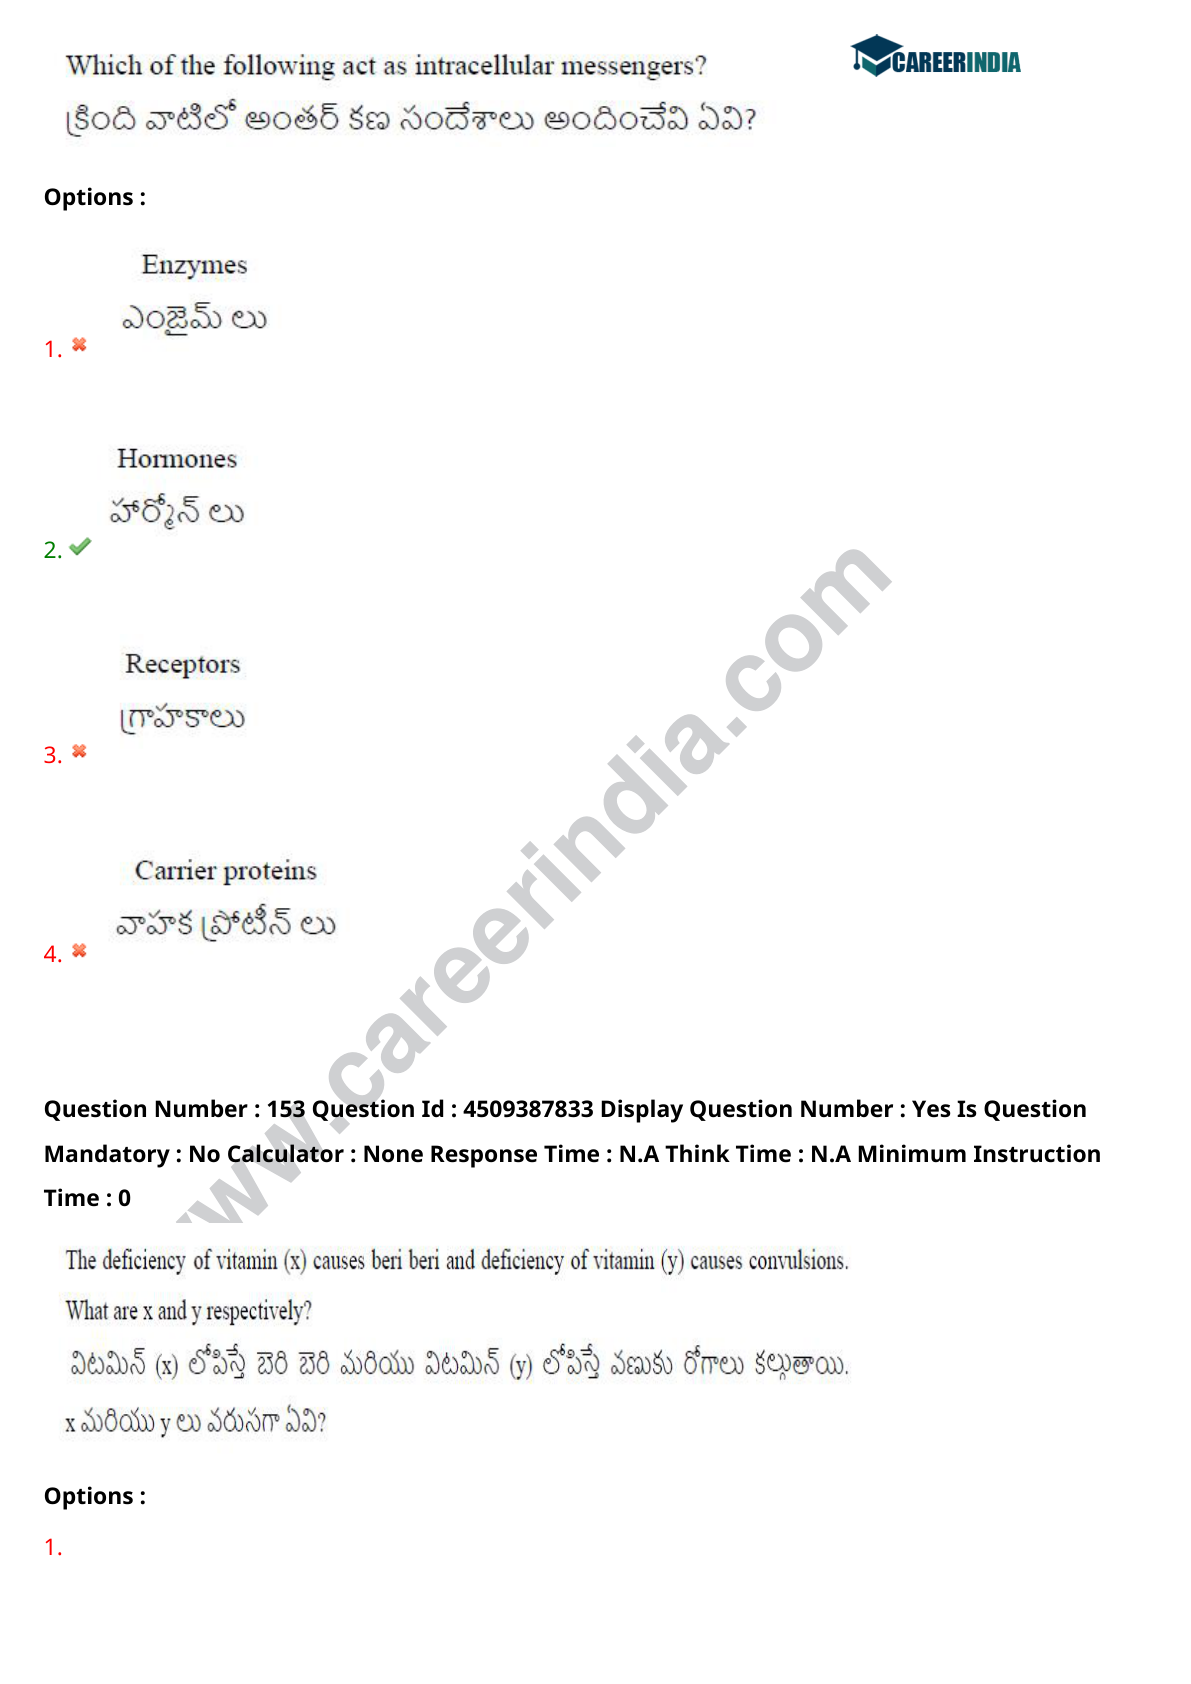 CAREERINDIA
Which of the following act as intracellular messengers?
క్రింది వాటిలో అంతర్ కణ సందేశాలు అందించేవి ఏవి?
Options :
Enzymes
ఎంజైమ్ లు
1.
Hormones
హార్మోన్ లు
2.
Receptors
గ్రాహకాలు
3.
Carrier proteins
వాహక ప్రోటీన్ లు
4.
www.careerindia.com
Question Number : 153 Question Id : 4509387833 Display Question Number : Yes Is Question
Mandatory : No Calculator : None Response Time : N.A Think Time : N.A Minimum Instruction
Time : 0
The deficiency of vitamin (x) causes beri beri and deficiency of vitamin (y) causes convulsions.
What are x and y respectively?
విటమిన్ (x) లోపిస్తే బెరి బెరి మరియు విటమిన్ (y) లోపిస్తే వణుకు రోగాలు కల్గుతాయి.
x మరియు y లు వరుసగా ఏవి?
Options :
1.